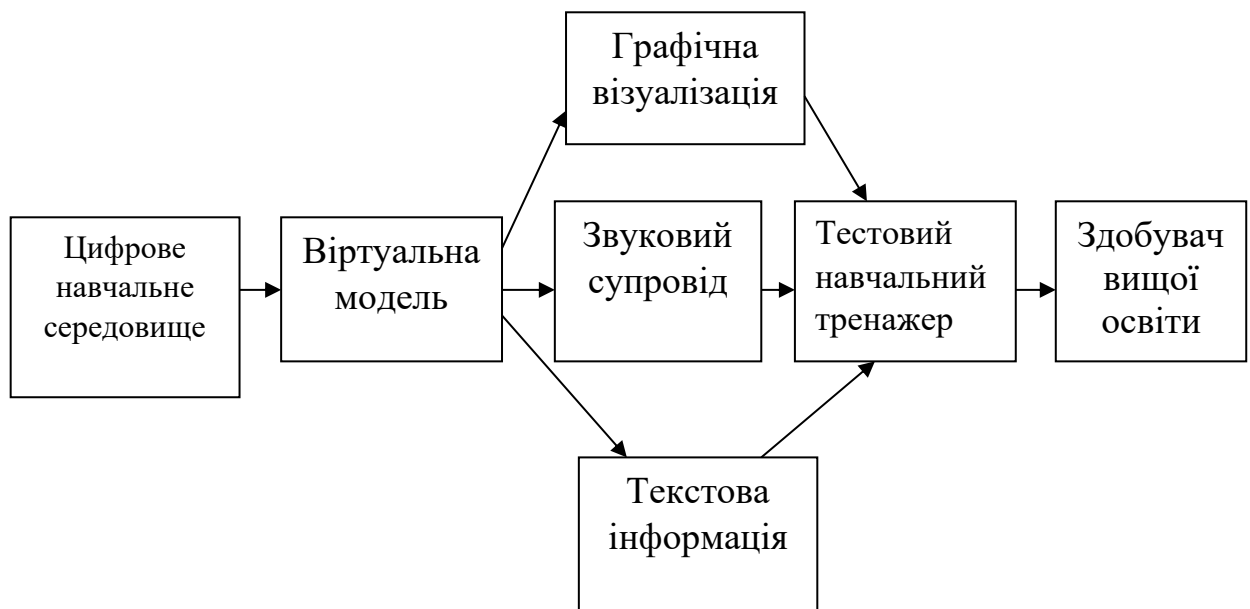 Графічна
візуалізація
Цифрове
навчальне
середовище
Віртуальна
модель
Звуковий
супровід
Тестовий
навчальний
тренажер
Здобувач
вищої
освіти
Текстова
інформація